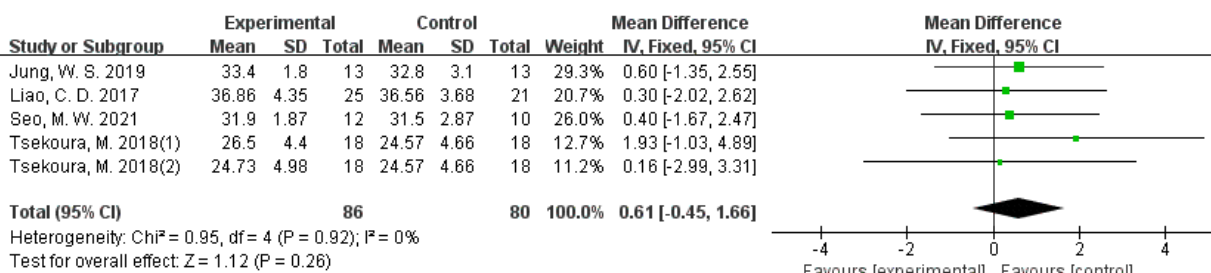 Experimental Control Mean Difference Mean Difference
Study or Subgroup Mean SD Total Mean SD Total Weight IV, Fixed, 95% CI IV, Fixed, 95% CI
Jung, W. S. 2019 33.4 1.8 13 32.8 3.1 13 29.3% 0.60 [-1.35, 2.55]
Liao, C. D. 2017 36.86 4.35 25 36.56 3.68 21 20.7% 0.30 [-2.02, 2.62]
Seo, M. W. 2021 31.9 1.87 12 31.5 2.87 10 26.0% 0.40 [-1.67, 2.47]
Tsekoura, M. 2018(1) 26.5 4.4 18 24.57 4.66 18 12.7% 1.93 [-1.03, 4.89]
Tsekoura, M. 2018(2) 24.73 4.98 18 24.57 4.66 18 11.2% 0.16 [-2.99, 3.31]
Total (95% CI) 86 80 100.0% 0.61 [-0.45, 1.66]
Heterogeneity: Chi² = 0.95, df = 4 (P = 0.92); I² = 0%
Test for overall effect: Z = 1.12 (P = 0.26)
-4 -2 0 2 4
Favours [experimental] Favours [control]